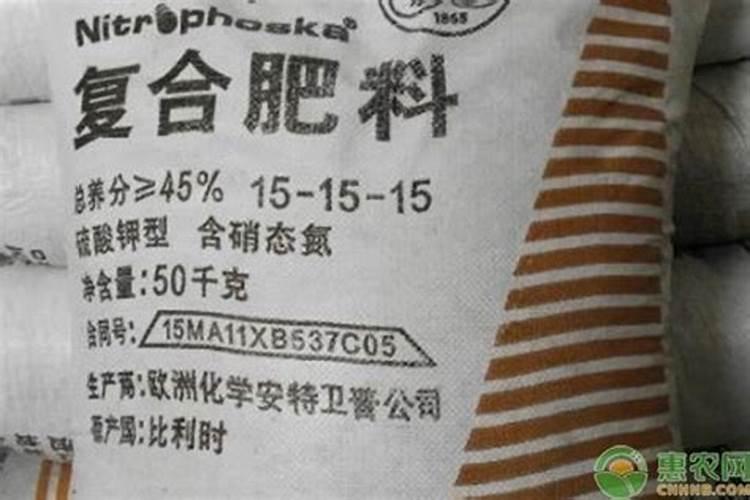 Nitrophoska®
1865
复合肥料
总养分≥45% 15-15-15
硫酸钾型 含硝态氮
净含量:50千克
合同号: 15MA11XB537C05
生产商:欧洲化学安特卫普公司
原产国:比利时
惠农网
CNHNB.COM